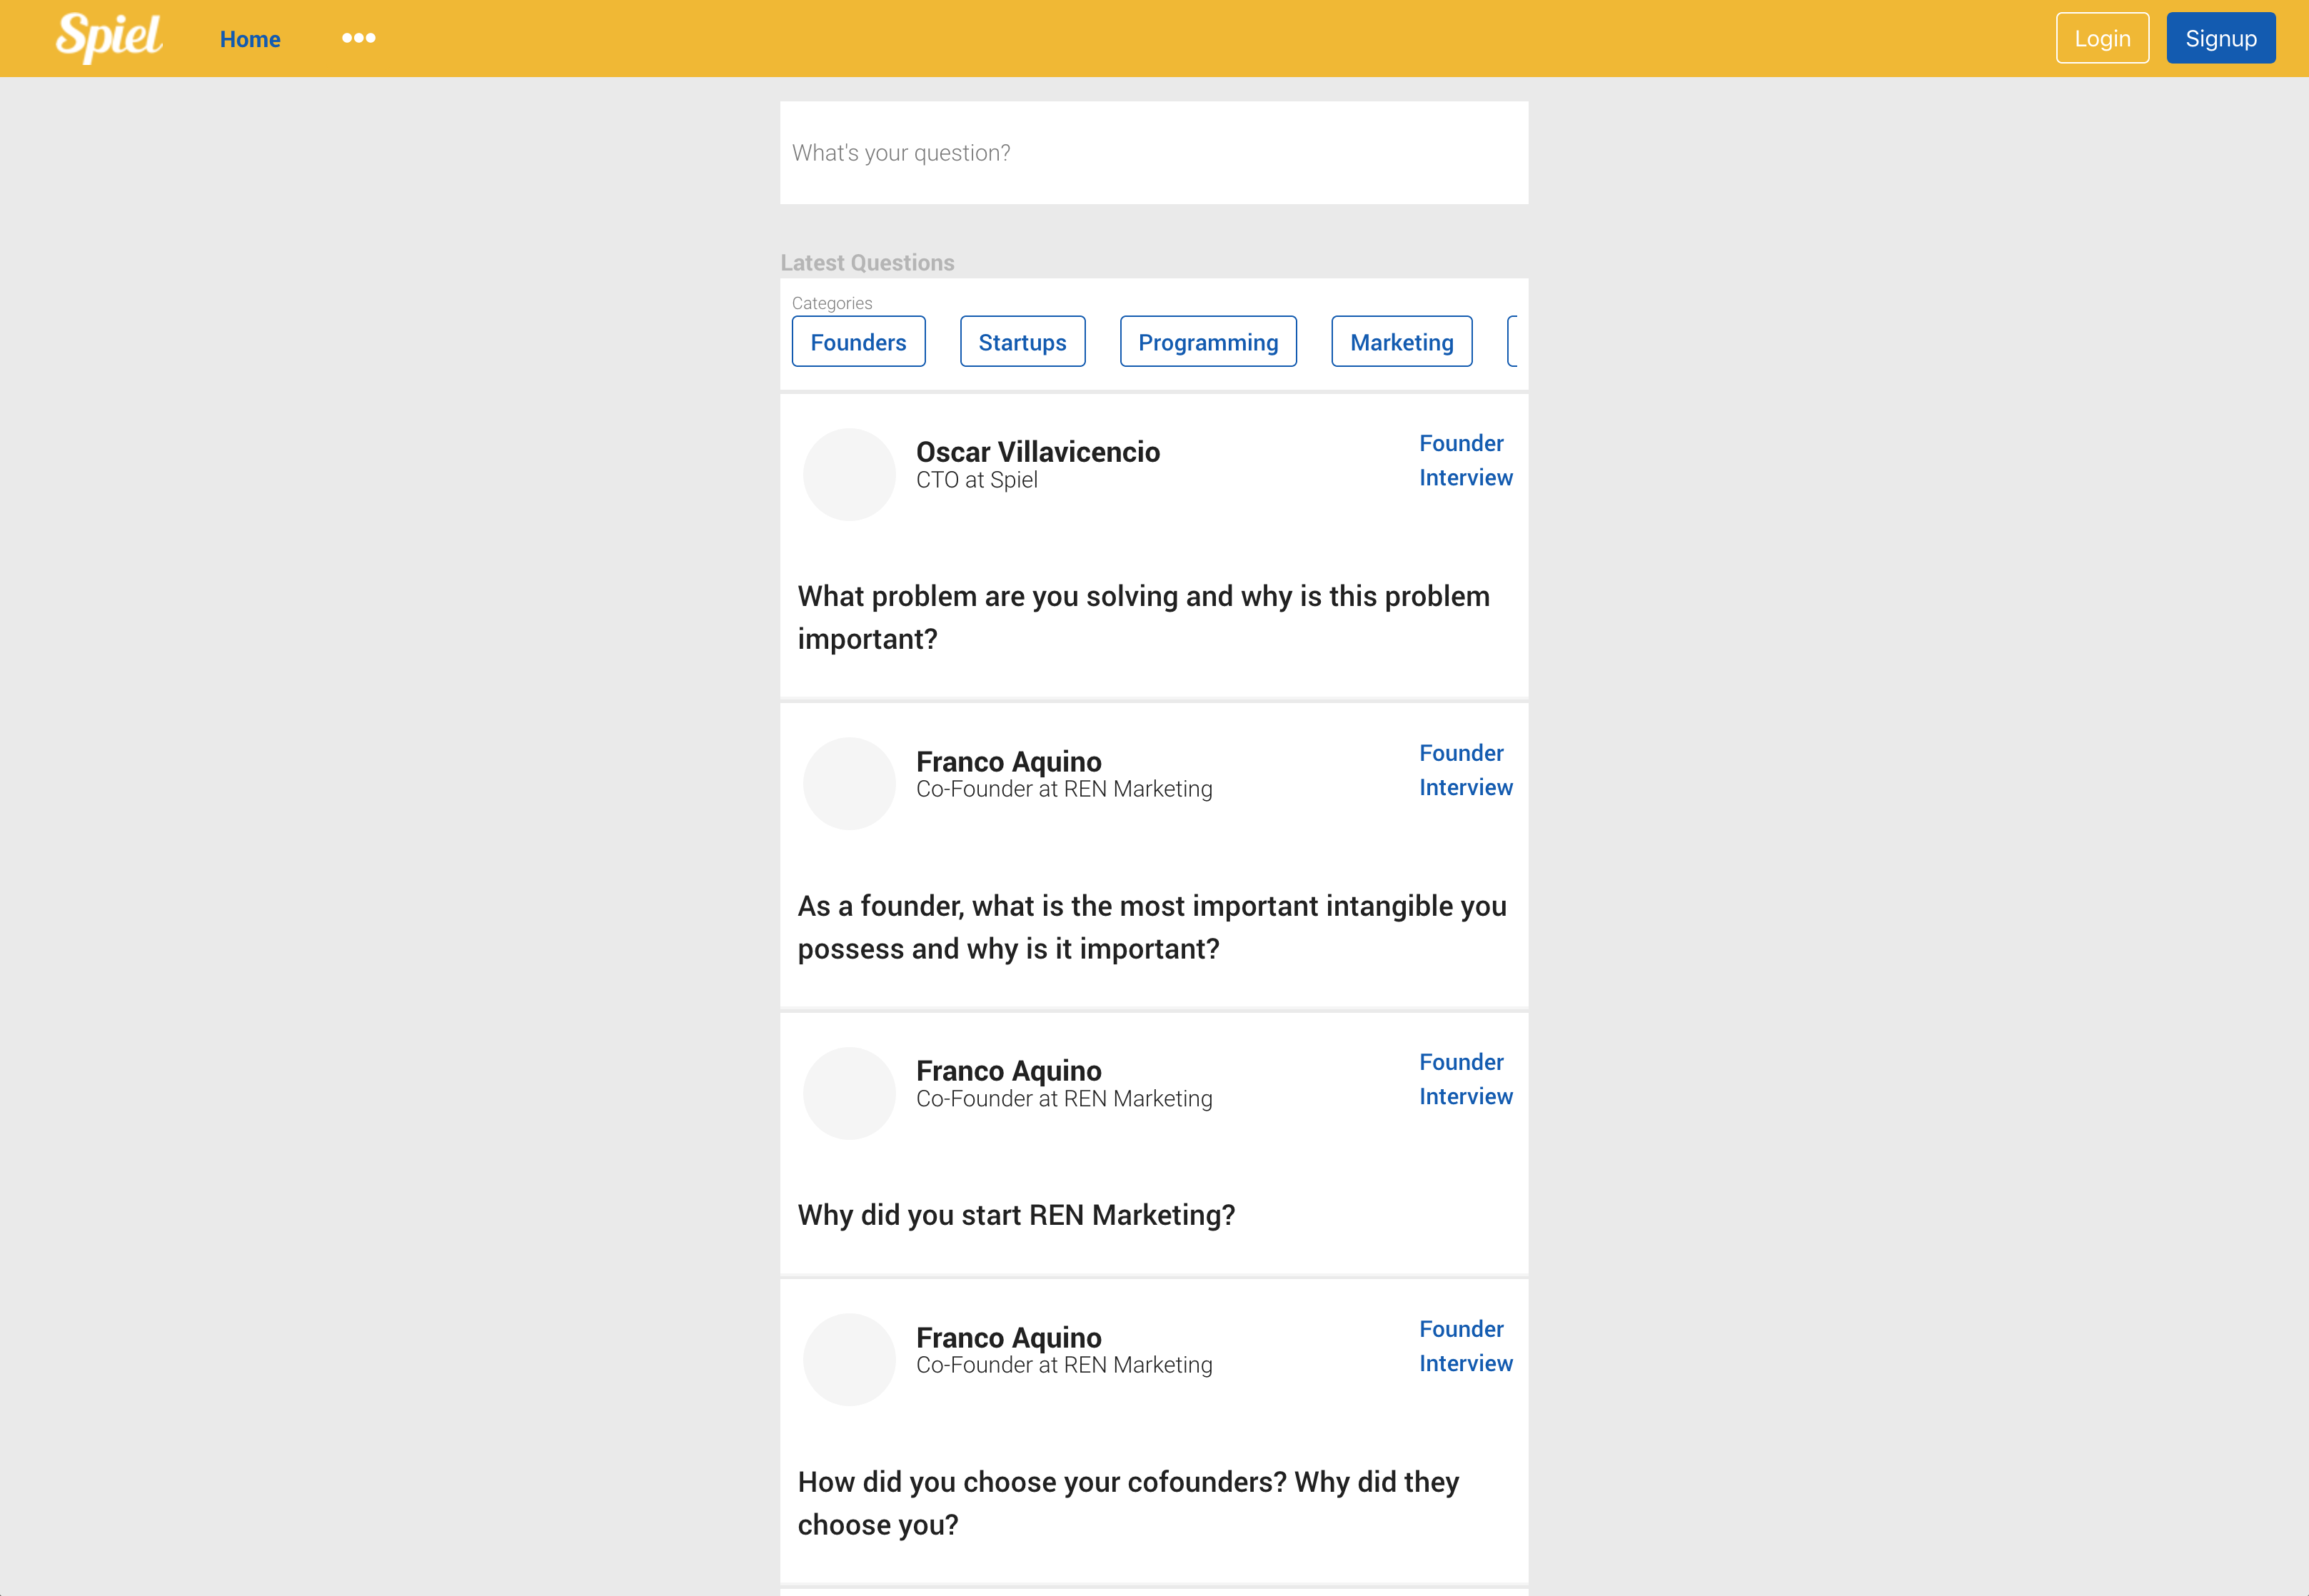 Spiel
Home
Login
Signup
What's your question?
Latest Questions
Categories
Founders
Startups
Programming
Marketing
Oscar Villavicencio
CTO at Spiel
Founder
Interview
What problem are you solving and why is this problem
important?
Franco Aquino
Co-Founder at REN Marketing
Founder
Interview
As a founder, what is the most important intangible you
possess and why is it important?
Franco Aquino
Co-Founder at REN Marketing
Founder
Interview
Why did you start REN Marketing?
Franco Aquino
Co-Founder at REN Marketing
Founder
Interview
How did you choose your cofounders? Why did they
choose you?